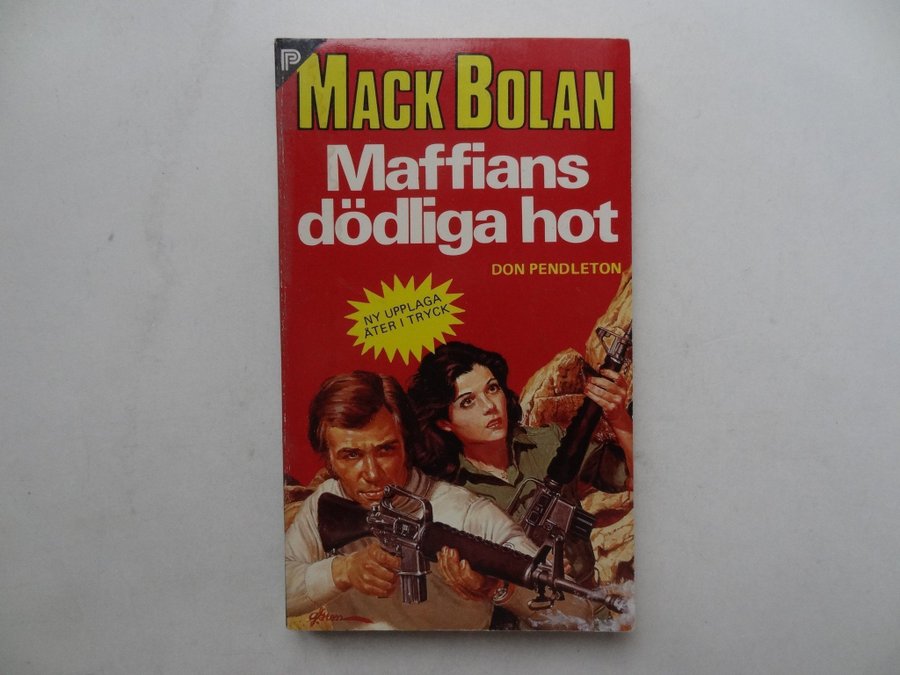 P
MACK BOLAN
Maffians
dödliga hot
DON PENDLETON
NY UPPLAGA
ÅTER I TRYCK